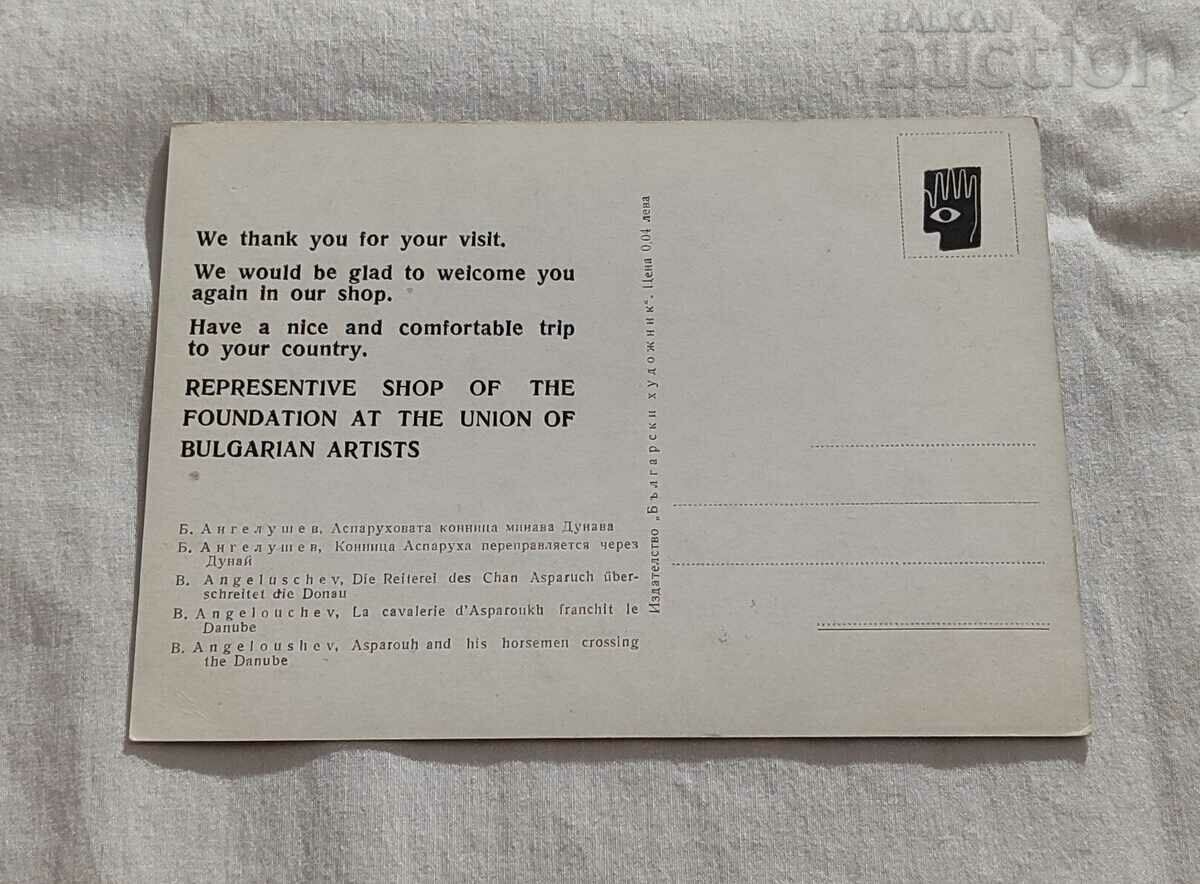 BALKAN
auction
We thank you for your visit.
We would be glad to welcome you
again in our shop.
Have a nice and comfortable trip
to your country.
REPRESENTIVE SHOP OF THE
FOUNDATION AT THE UNION OF
BULGARIAN ARTISTS
Б. Ангелушев, Аспаруховата конница минава Дунава
Б. Ангелушев, Конница Аспаруха переправляется через
Дунай
B. Angeluschev, Die Reiterei des Chan Asparuch über-
schreitet die Donau
B. Angelouchev, La cavalerie d'Asparoukh franchit le
Danube
B. Angeloushev, Asparouh and his horsemen crossing
the Danube
Издателство „Български художник“. Цена 0,04 лева